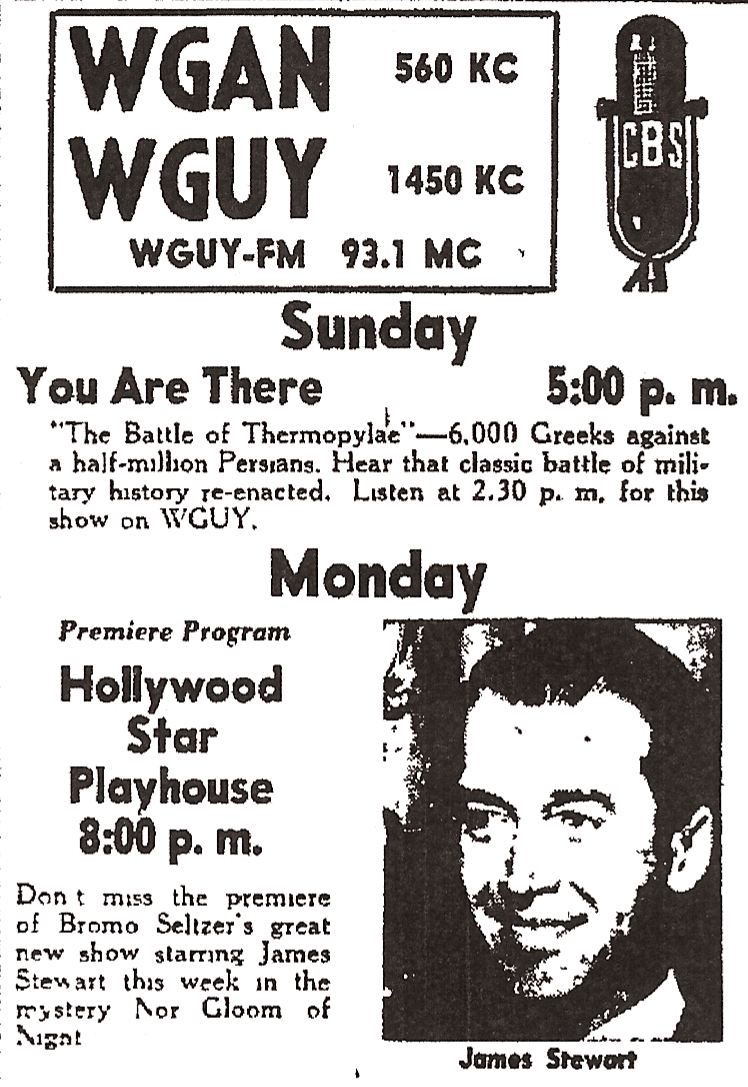 WGAN 560 KC
WGUY 1450 KC
WGUY-FM 93.1 MC
CBS
Sunday
You Are There 5:00 p. m.
"The Battle of Thermopylae"—6,000 Greeks against
a half-million Persians. Hear that classic battle of mili-
tary history re-enacted. Listen at 2.30 p. m. for this
show on WGUY.
Monday
Premiere Program
Hollywood
Star
Playhouse
8:00 p. m.
Don t miss the premiere
of Bromo Seltzer's great
new show starring James
Stewart this week in the
mystery Nor Gloom of
Night
James Stewart